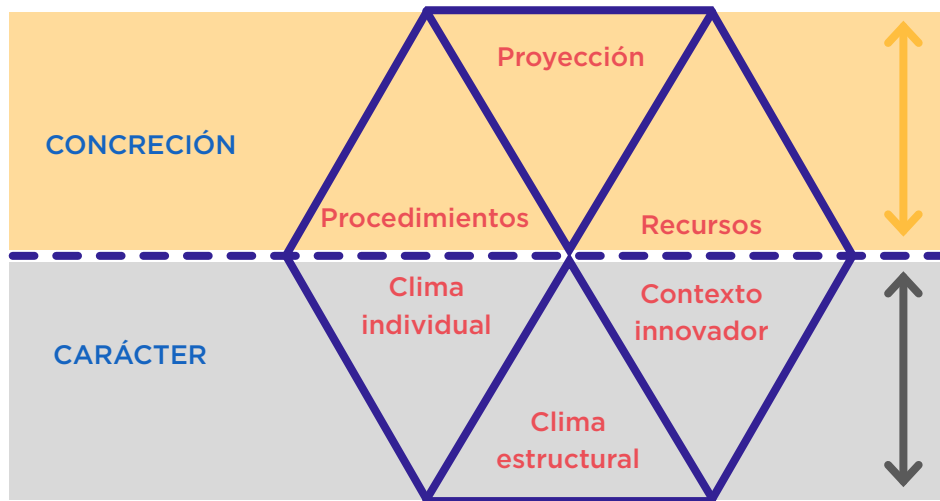 Proyección
CONCRECIÓN
Procedimientos
Recursos
Clima
individual
Contexto
innovador
CARÁCTER
Clima
estructural